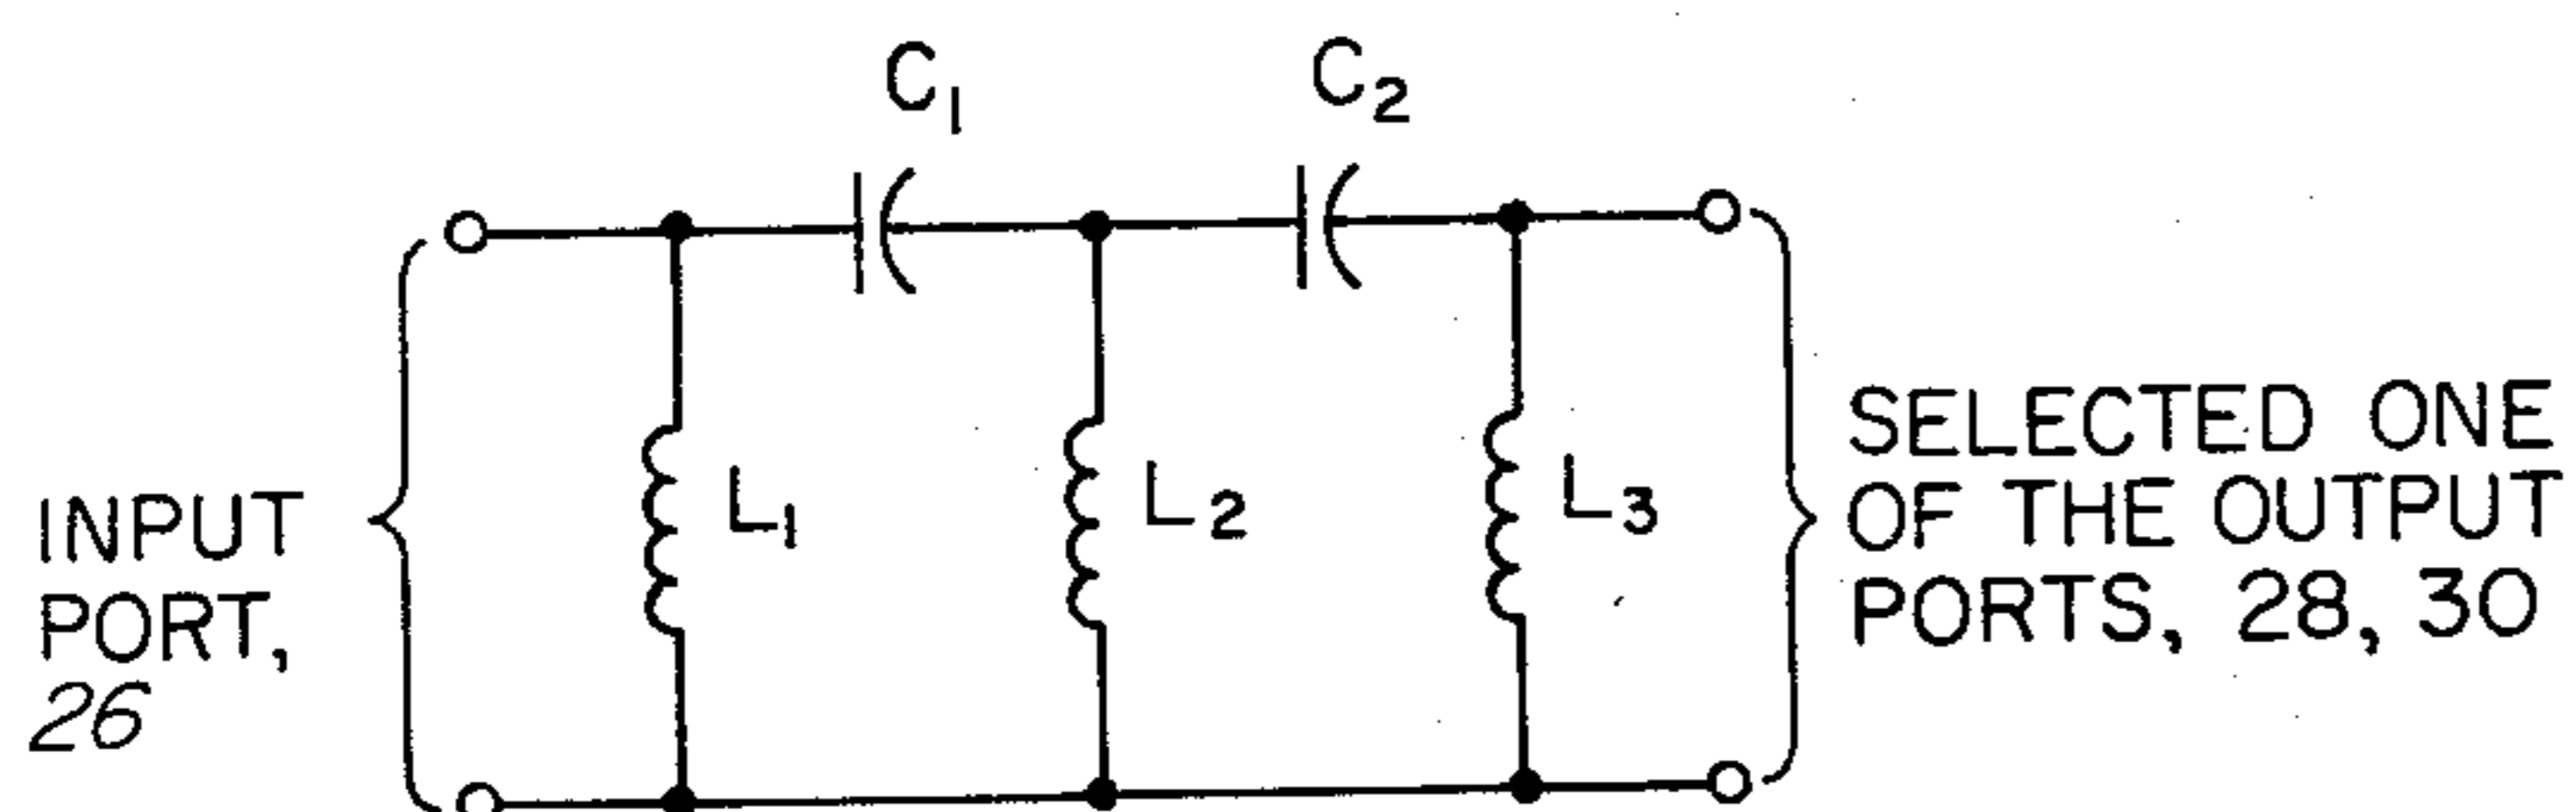 C1
C2
L1
L2
L3
INPUT
PORT,
26
SELECTED ONE
OF THE OUTPUT
PORTS, 28, 30